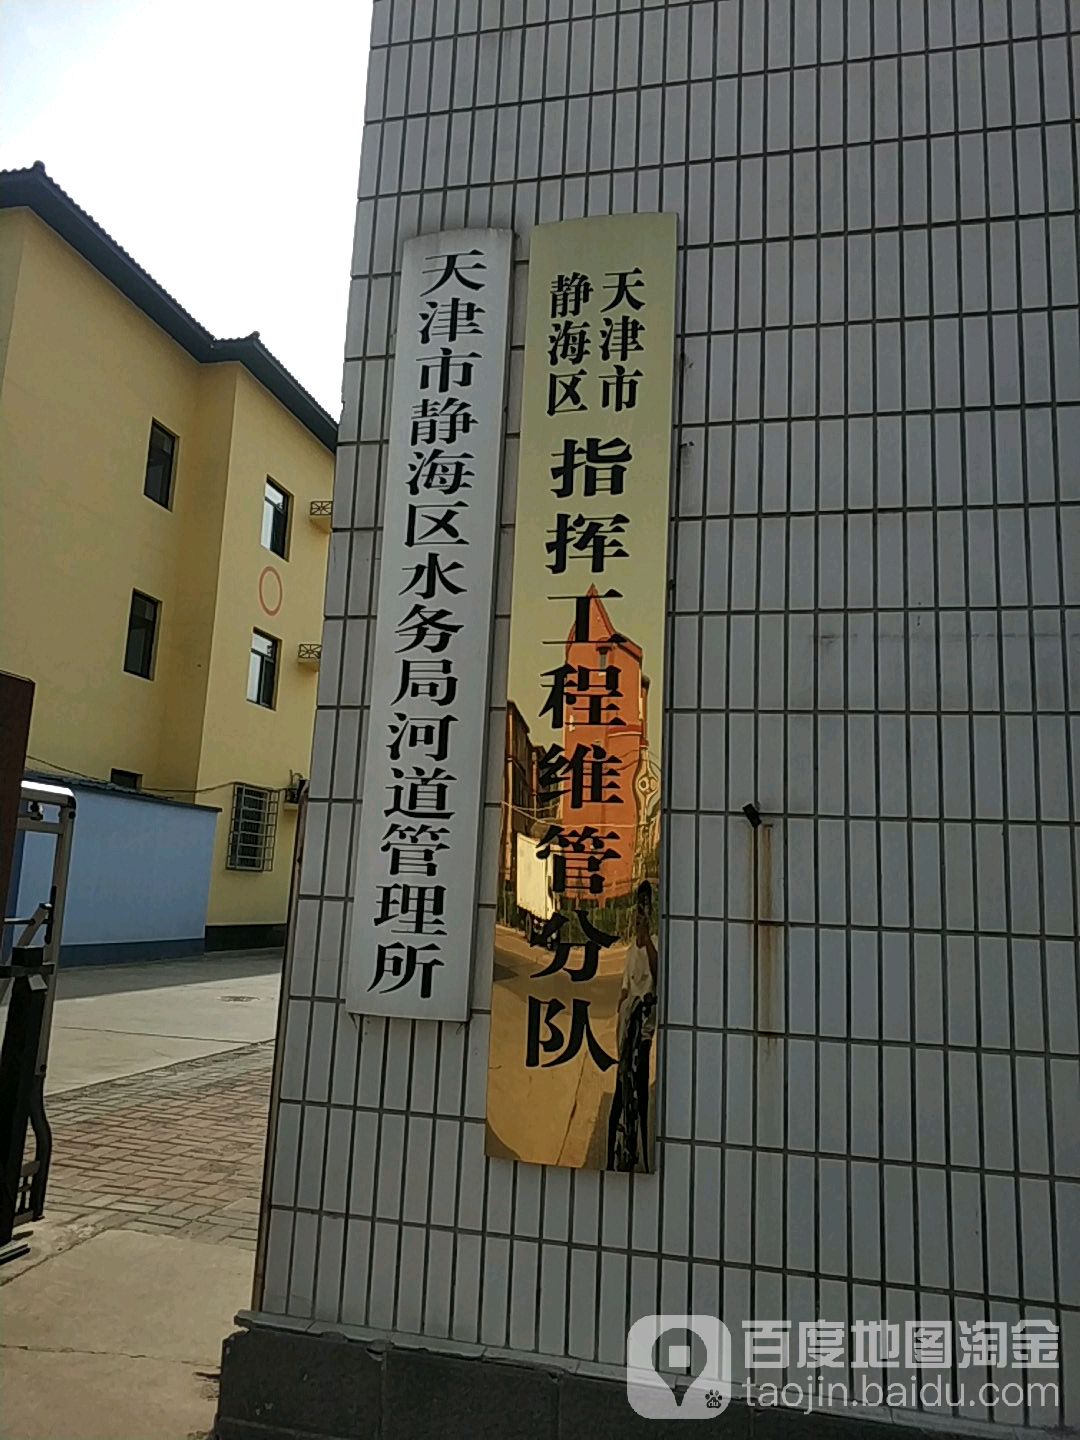 天津市静海区水务局河道管理所
天津市
静海区
指挥工程维管分队
百度地图淘金
taojin.baidu.com